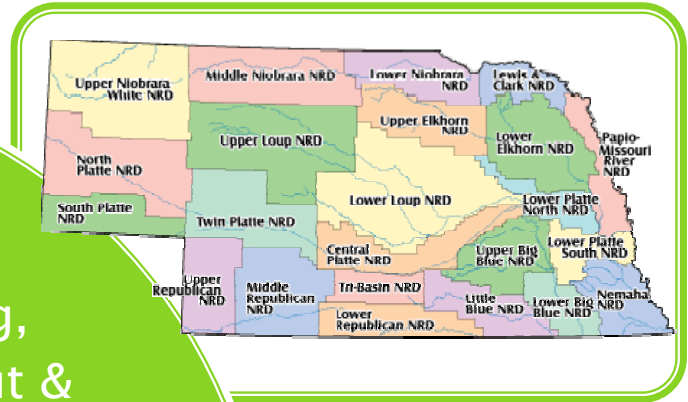 Upper Niobrara
White NRD
Middle Niobrara NRD
Lower Niobrara
NRD
Lewis &
Clark NRD
Upper Elkhorn
NRD
Lower
Elkhorn NRD
Papio-
Missouri
River
NRD
Upper Loup NRD
North
Platte NRD
Lower Loup NRD
Lower Platte
North NRD
South Platte
NRD
Twin Platte NRD
Central
Platte NRD
Upper Big
Blue NRD
Lower Platte
South NRD
Upper
Republican
NRD
Middle
Republican
NRD
Tri-Basin NRD
Little
Blue NRD
Lower Big
Blue NRD
Nemaha
NRD
Lower
Republican NRD
&